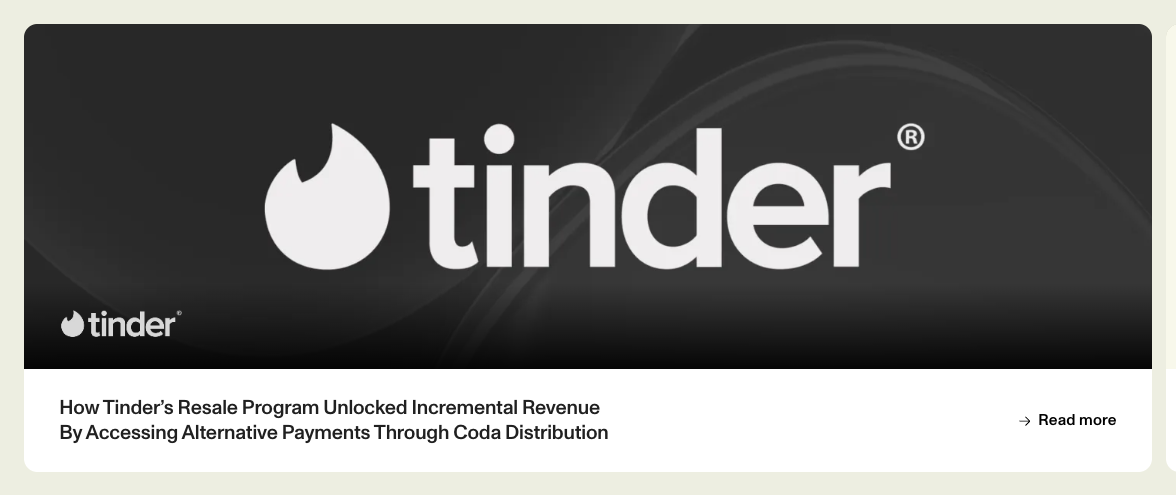 tinder®
tinder®
How Tinder’s Resale Program Unlocked Incremental Revenue
By Accessing Alternative Payments Through Coda Distribution
→ Read more